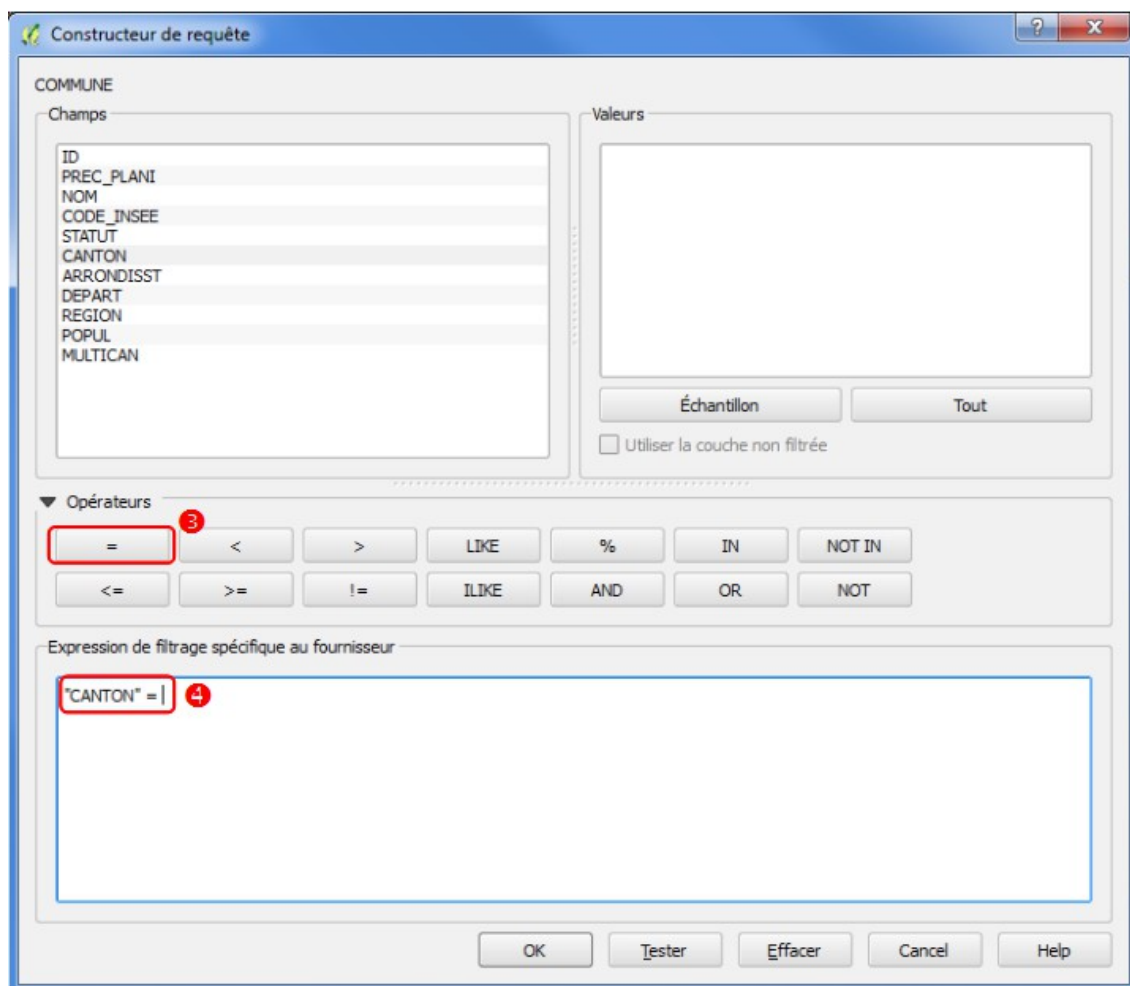 Constructeur de requête
?
X
COMMUNE
Champs
ID
PREC_PLANI
NOM
CODE_INSEE
STATUT
CANTON
ARRONDISST
DEPART
REGION
POPUL
MULTICAN
Valeurs
Échantillon
Tout
Utiliser la couche non filtrée
Opérateurs
3
= < > LIKE % IN NOT IN
<= >= != ILIKE AND OR NOT
Expression de filtrage spécifique au fournisseur
"CANTON" = 4
OK Tester Effacer Cancel Help